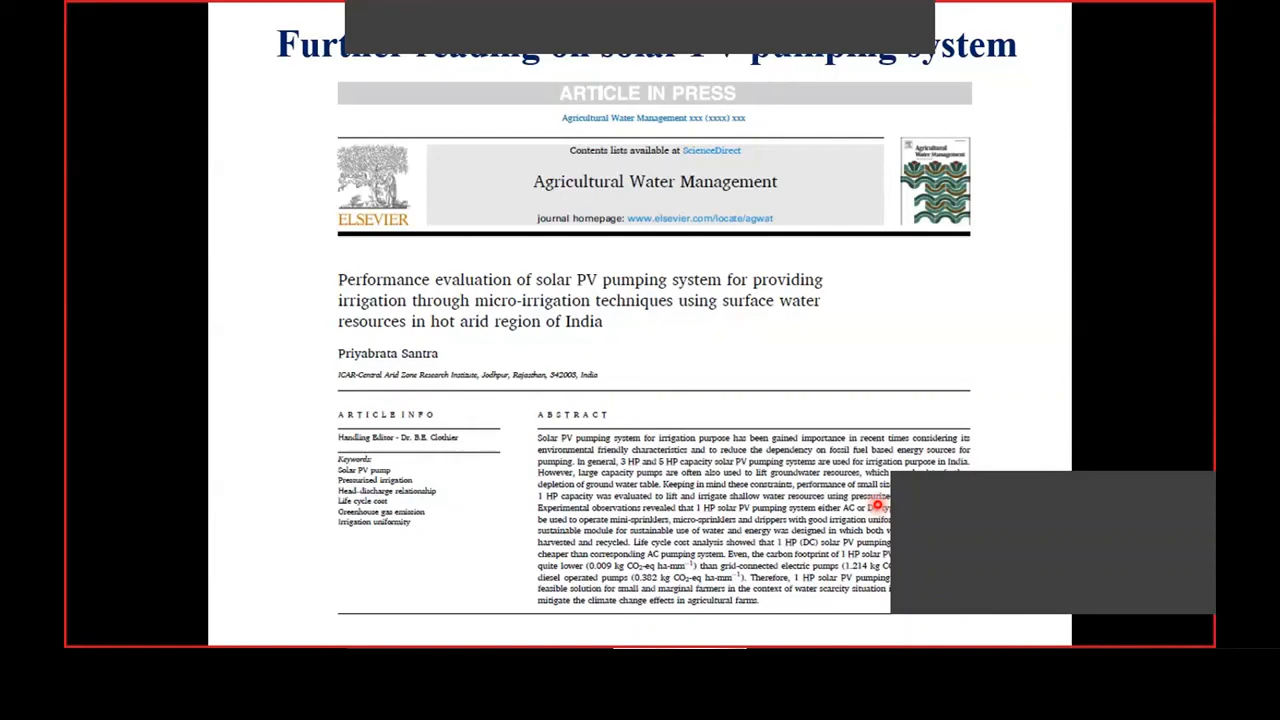 Further reading on solar PV pumping system
ARTICLE IN PRESS
Agricultural Water Management xxx (xxxx) xxx
Contents lists available at ScienceDirect
Agricultural Water Management
journal homepage: www.elsevier.com/locate/agwat
ELSEVIER
Agricultural
Water Management
Performance evaluation of solar PV pumping system for providing
irrigation through micro-irrigation techniques using surface water
resources in hot arid region of India
Priyabrata Santra
ICAR-Central Arid Zone Research Institute, Jodhpur, Rajasthan, 342003, India
ARTICLE INFO
Handling Editor - Dr. B.E. Clothier
Keywords:
Solar PV pump
Pressurised irrigation
Head-discharge relationship
Life cycle cost
Greenhouse gas emission
Irrigation uniformity
ABSTRACT
Solar PV pumping system for irrigation purpose has been gained importance in recent times considering its
environmental friendly characteristics and to reduce the dependency on fossil fuel based energy sources for
pumping. In general, 3 HP and 5 HP capacity solar PV pumping systems are used for irrigation purpose in India.
However, large capacity pumps are often also used to lift groundwater resources, which
depletion of ground water table. Keeping in mind these constraints, performance of small
1 HP capacity was evaluated to lift and irrigate shallow water resources using
Experimental observations revealed that 1 HP solar PV pumping system either AC or
be used to operate mini-sprinklers, micro-sprinklers and drippers with good irrigation
sustainable module for sustainable use of water and energy was designed in which both
harvested and recycled. Life cycle cost analysis showed that 1 HP (DC) solar PV pumping
cheaper than corresponding AC pumping system. Even, the carbon footprint of 1 HP solar
quite lower (0.009 kg CO₂-eq ha-mm⁻¹) than grid-connected electric pumps (1.214 kg
diesel operated pumps (0.382 kg CO₂-eq ha-mm⁻¹). Therefore, 1 HP solar PV pumping
feasible solution for small and marginal farmers in the context of water scarcity situation
mitigate the climate change effects in agricultural farms.